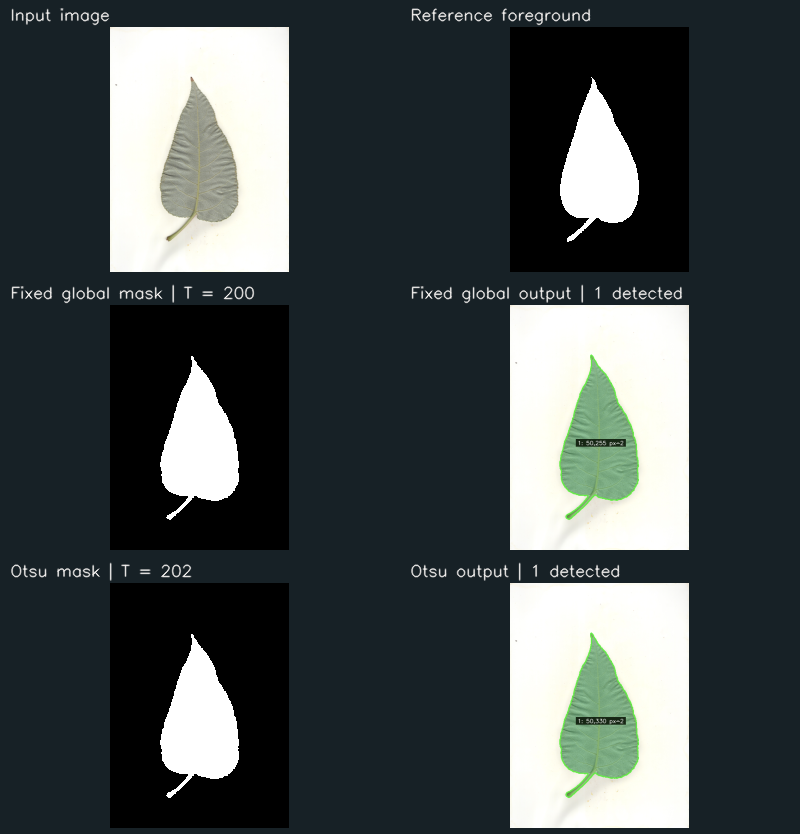 Input image
Reference foreground
Fixed global mask | T = 200
Fixed global output | 1 detected
1: 50,255 px^2
Otsu mask | T = 202
Otsu output | 1 detected
1: 50,330 px^2